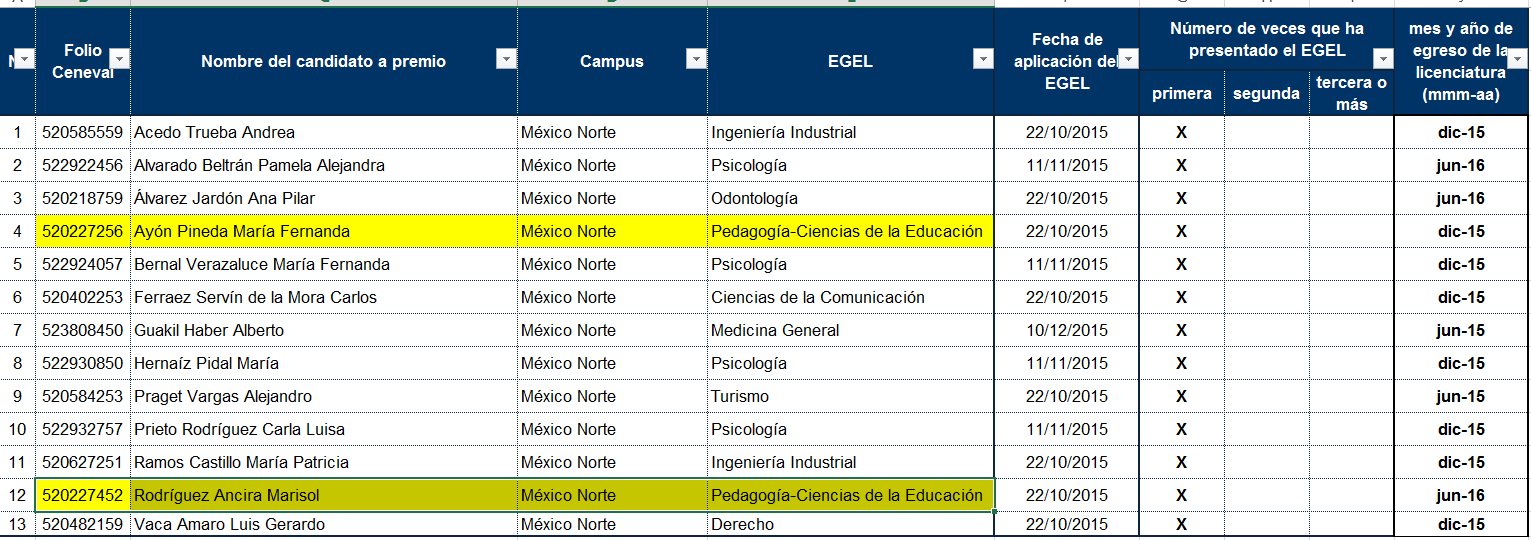 Folio Ceneval Nombre del candidato a premio Campus EGEL Fecha de aplicación del EGEL Número de veces que ha presentado el EGEL mes y año de egreso de la licenciatura (mmm-aa)
primera segunda tercera o más
1 520585559 Acedo Trueba Andrea México Norte Ingeniería Industrial 22/10/2015 X dic-15
2 522922456 Alvarado Beltrán Pamela Alejandra México Norte Psicología 11/11/2015 X jun-16
3 520218759 Álvarez Jardón Ana Pilar México Norte Odontología 22/10/2015 X jun-16
4 520227256 Ayón Pineda María Fernanda México Norte Pedagogía-Ciencias de la Educación 22/10/2015 X dic-15
5 522924057 Bernal Verazaluce María Fernanda México Norte Psicología 11/11/2015 X dic-15
6 520402253 Ferraez Servín de la Mora Carlos México Norte Ciencias de la Comunicación 22/10/2015 X dic-15
7 523808450 Guakil Haber Alberto México Norte Medicina General 10/12/2015 X jun-15
8 522930850 Hernaíz Pidal María México Norte Psicología 11/11/2015 X dic-15
9 520584253 Praget Vargas Alejandro México Norte Turismo 22/10/2015 X jun-15
10 522932757 Prieto Rodríguez Carla Luisa México Norte Psicología 11/11/2015 X dic-15
11 520627251 Ramos Castillo María Patricia México Norte Ingeniería Industrial 22/10/2015 X dic-15
12 520227452 Rodríguez Ancira Marisol México Norte Pedagogía-Ciencias de la Educación 22/10/2015 X jun-16
13 520482159 Vaca Amaro Luis Gerardo México Norte Derecho 22/10/2015 X dic-15